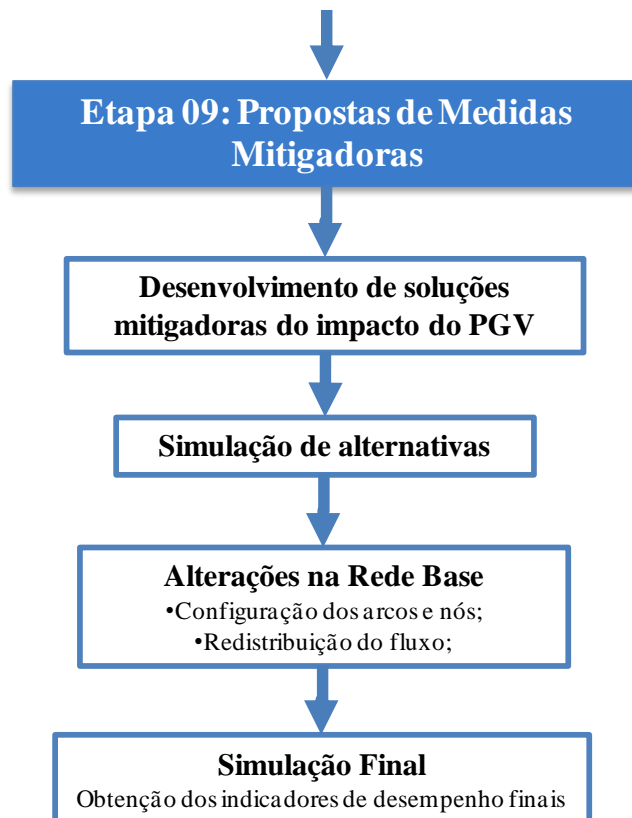 Etapa 09: Propostas de Medidas
Mitigadoras
Desenvolvimento de soluções
mitigadoras do impacto do PGV
Simulação de alternativas
Alterações na Rede Base
•Configuração dos arcos e nós;
•Redistribuição do fluxo;
Simulação Final
Obtenção dos indicadores de desempenho finais